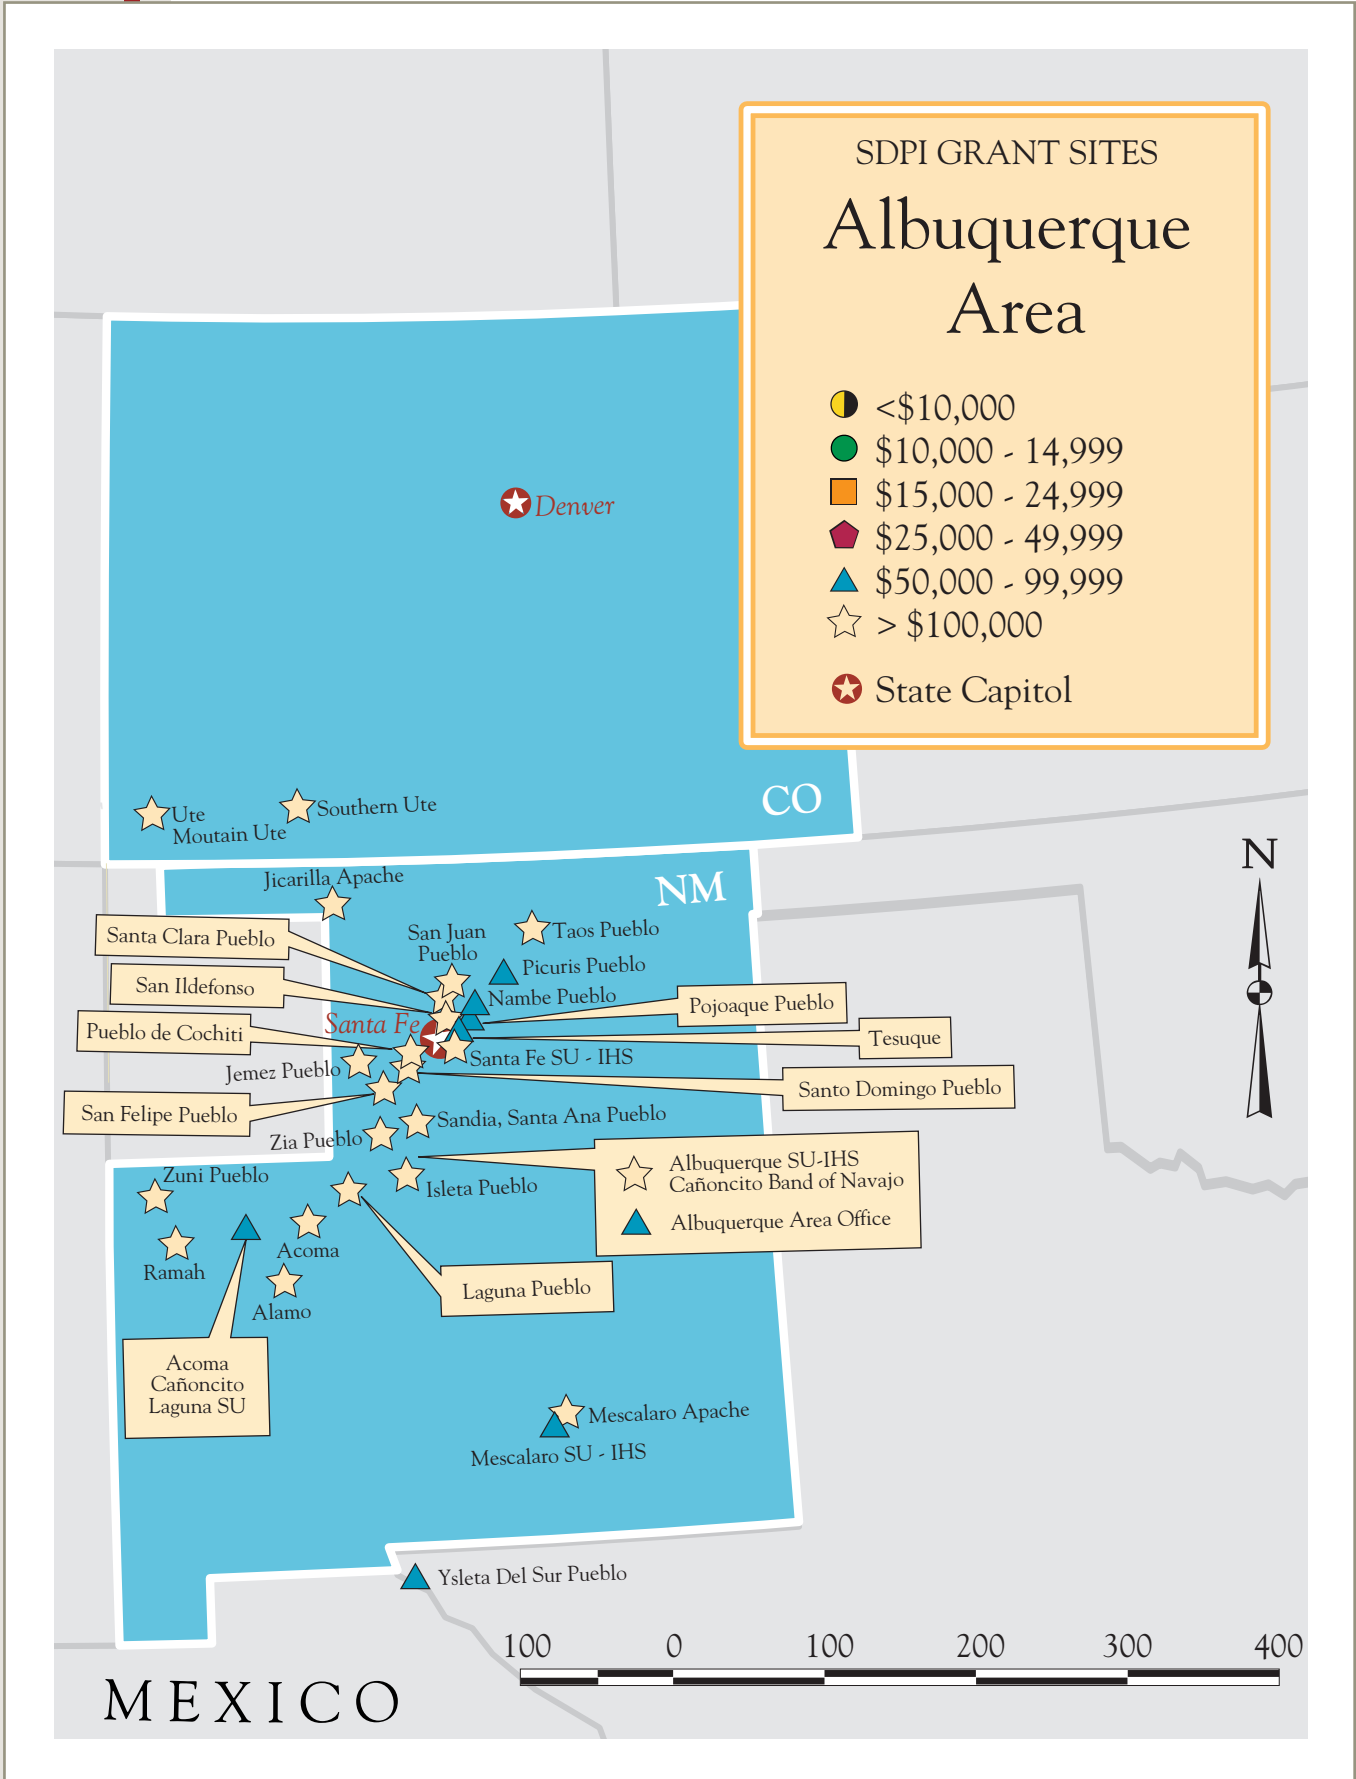 SDPI GRANT SITES
Albuquerque
Area
<$10,000
$10,000 - 14,999
$15,000 - 24,999
$25,000 - 49,999
$50,000 - 99,999
> $100,000
State Capitol
Denver
CO
Ute
Moutain Ute
Southern Ute
N
NM
Jicarilla Apache
Santa Clara Pueblo
San Juan
Pueblo
Taos Pueblo
Picuris Pueblo
San Ildefonso
Nambe Pueblo
Pojoaque Pueblo
Pueblo de Cochiti
Santa Fe
Tesuque
Jemez Pueblo
Santa Fe SU - IHS
Santo Domingo Pueblo
San Felipe Pueblo
Sandia, Santa Ana Pueblo
Zia Pueblo
Albuquerque SU-IHS
Cañoncito Band of Navajo
Albuquerque Area Office
Zuni Pueblo
Isleta Pueblo
Ramah
Acoma
Alamo
Laguna Pueblo
Acoma
Cañoncito
Laguna SU
Mescalaro Apache
Mescalaro SU - IHS
Ysleta Del Sur Pueblo
100 0 100 200 300 400
MEXICO